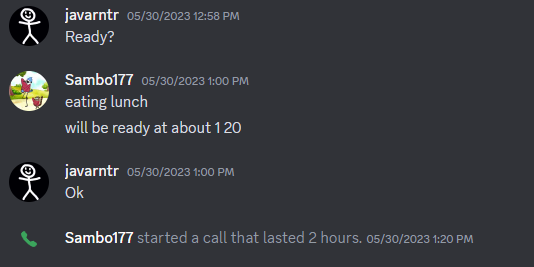 javarntr 05/30/2023 12:58 PM
Ready?
Sambo177 05/30/2023 1:00 PM
eating lunch
will be ready at about 1 20
javarntr 05/30/2023 1:00 PM
Ok
Sambo177 started a call that lasted 2 hours. 05/30/2023 1:20 PM